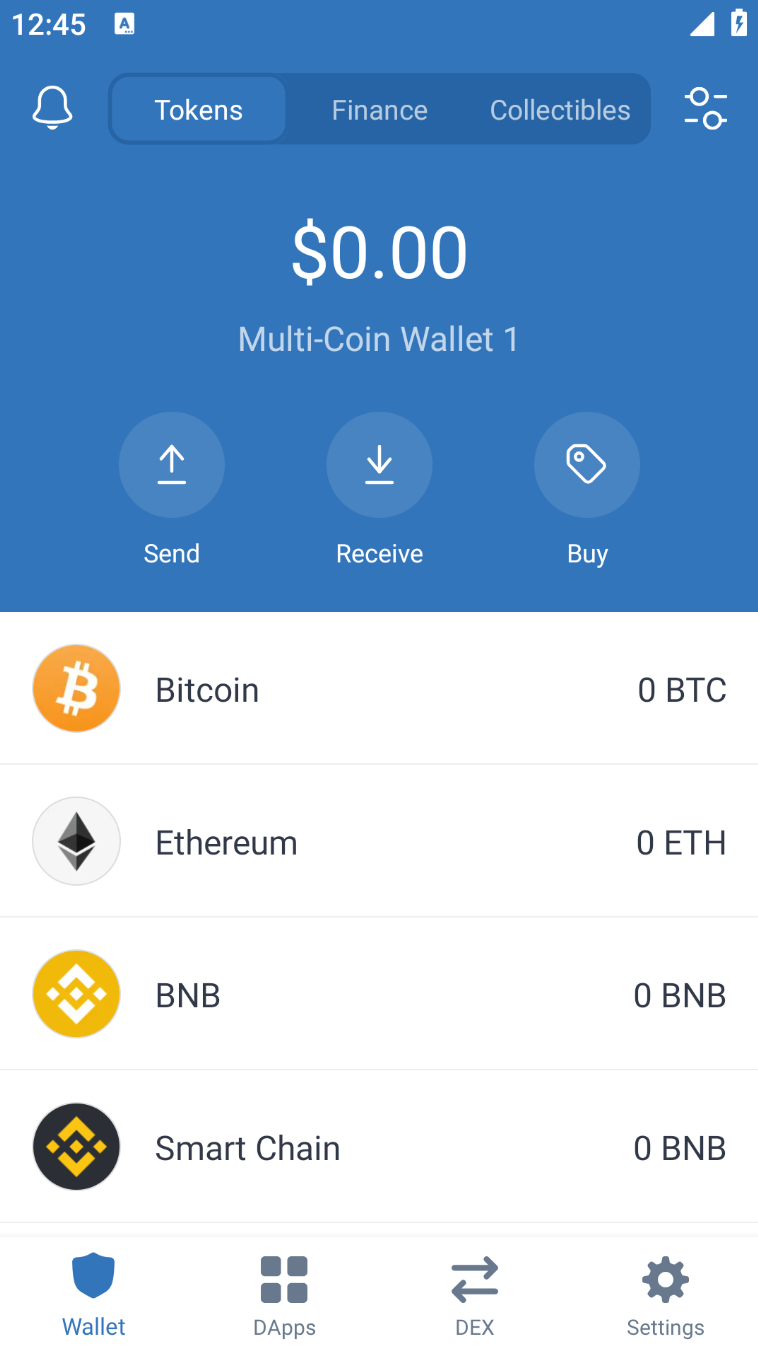 12:45 A
Tokens Finance Collectibles
$0.00
Multi-Coin Wallet 1
Send Receive Buy
Bitcoin 0 BTC
Ethereum 0 ETH
BNB 0 BNB
Smart Chain 0 BNB
Wallet DApps DEX Settings